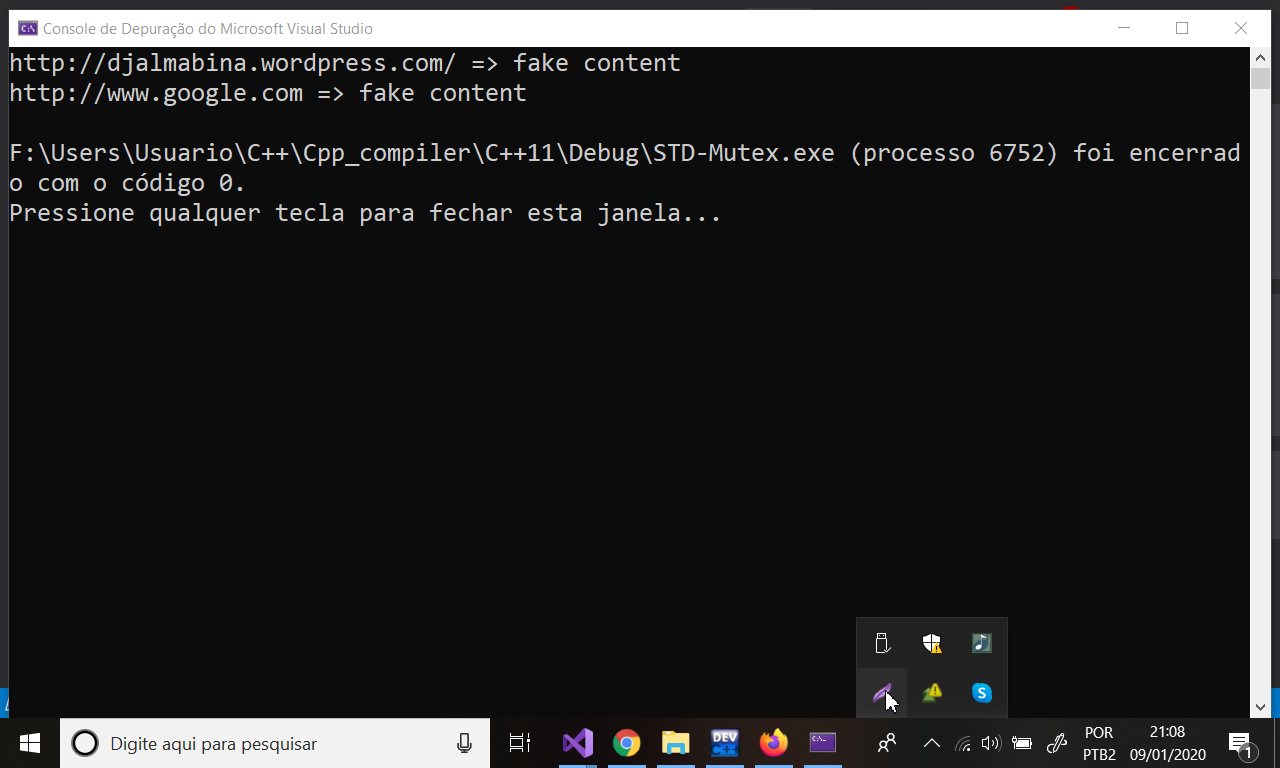 Console de Depuração do Microsoft Visual Studio
http://djalmabina.wordpress.com/ => fake content
http://www.google.com => fake content
F:\Users\Usuario\C++\Cpp_compiler\C++11\Debug\STD-Mutex.exe (processo 6752) foi encerrad
o com o código 0.
Pressione qualquer tecla para fechar esta janela...
Digite aqui para pesquisar
DEV
C++
POR
PTB2
21:08
09/01/2020
1